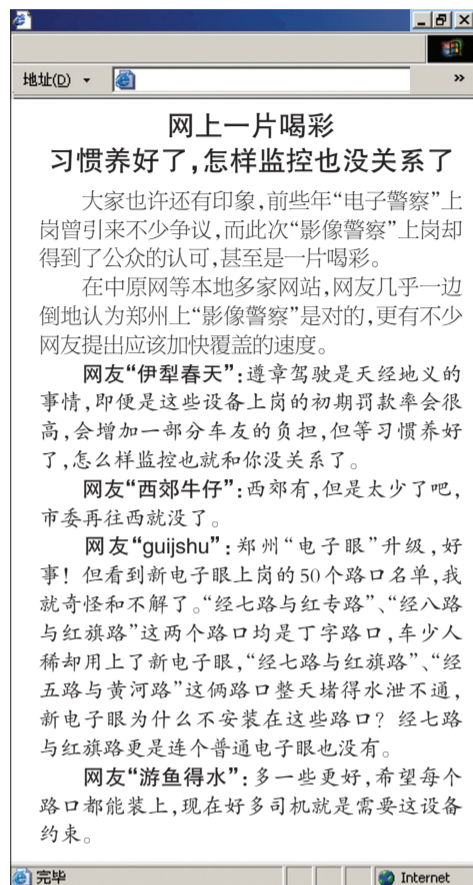 地址(D)
»
网上一片喝彩
习惯养好了,怎样监控也没关系了
大家也许还有印象,前些年“电子警察”上
岗曾引来不少争议,而此次“影像警察”上岗却
得到了公众的认可,甚至是一片喝彩。
在中原网等本地多家网站,网友几乎一边
倒地认为郑州上“影像警察”是对的,更有不少
网友提出应该加快覆盖的速度。
网友“伊犁春天”:遵章驾驶是天经地义的
事情,即便是这些设备上岗的初期罚款率会很
高,会增加一部分车友的负担,但等习惯养好
了,怎么样监控也就和你没关系了。
网友“西郊牛仔”:西郊有,但是太少了吧,
市委再往西就没了。
网友“guijshu”:郑州“电子眼”升级,好
事！但看到新电子眼上岗的50个路口名单,我
就奇怪和不解了。“经七路与红专路”、“经八路
与红旗路”这两个路口均是丁字路口,车少人
稀却用上了新电子眼,“经七路与红旗路”、“经
五路与黄河路”这俩路口整天堵得水泄不通,
新电子眼为什么不安装在这些路口？经七路
与红旗路更是连个普通电子眼也没有。
网友“游鱼得水”:多一些更好,希望每个
路口都能装上,现在好多司机就是需要这设备
约束。
完毕
Internet